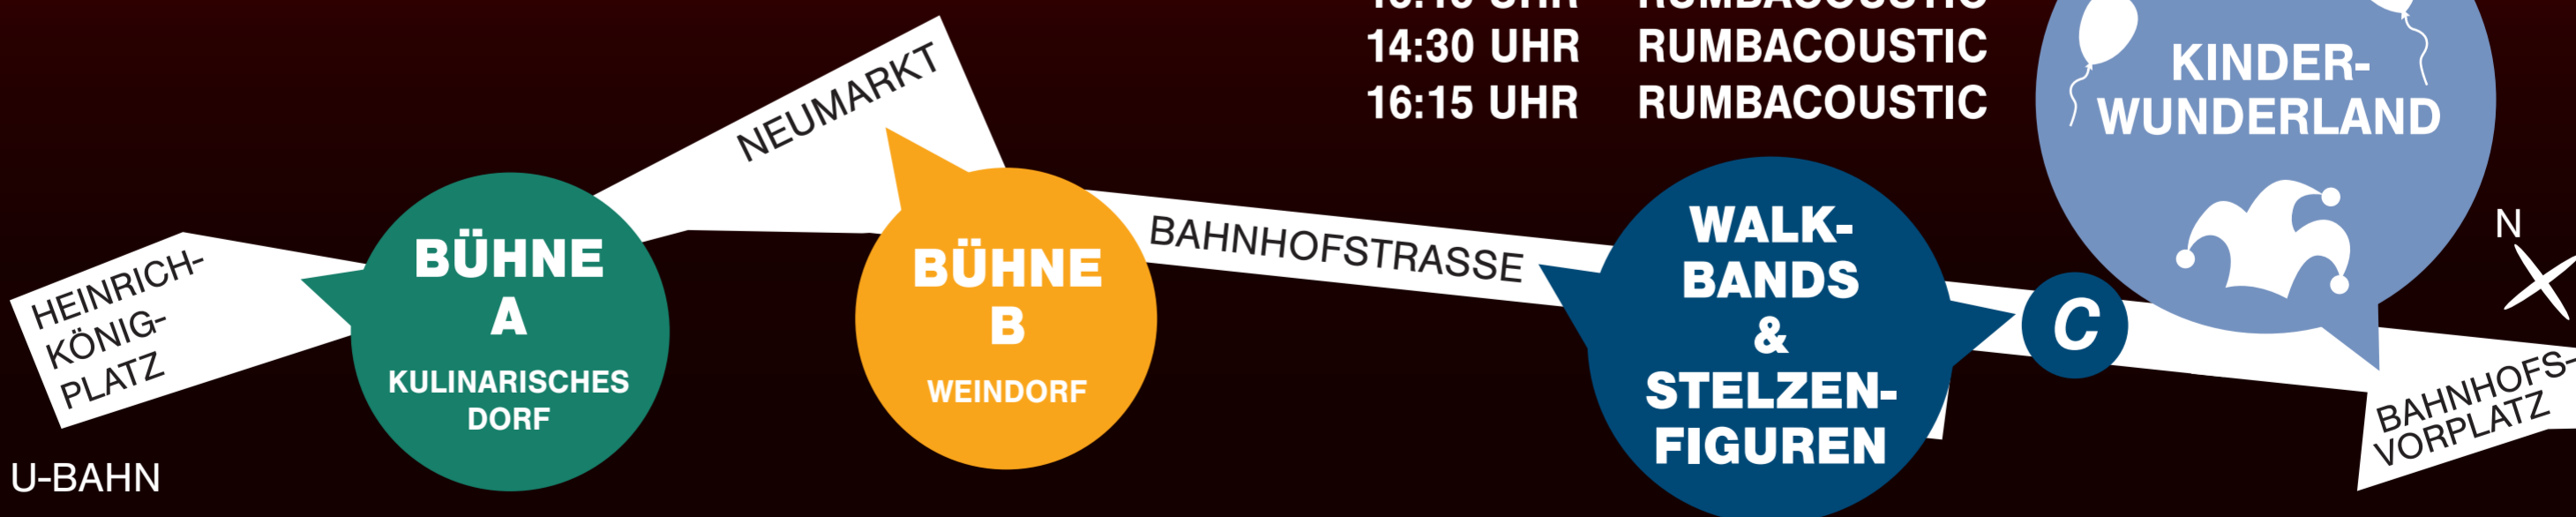 RUMBACOUSTIC
14:30 UHR RUMBACOUSTIC
16:15 UHR RUMBACOUSTIC
KINDER-
WUNDERLAND
NEUMARKT
HEINRICH-
KÖNIG-
PLATZ
BÜHNE
A
KULINARISCHES
DORF
BÜHNE
B
WEINDORF
BAHNHOFSTRASSE
WALK-
BANDS
&
STELZEN-
FIGUREN
C
N
BAHNHOFS-
VORPLATZ
U-BAHN